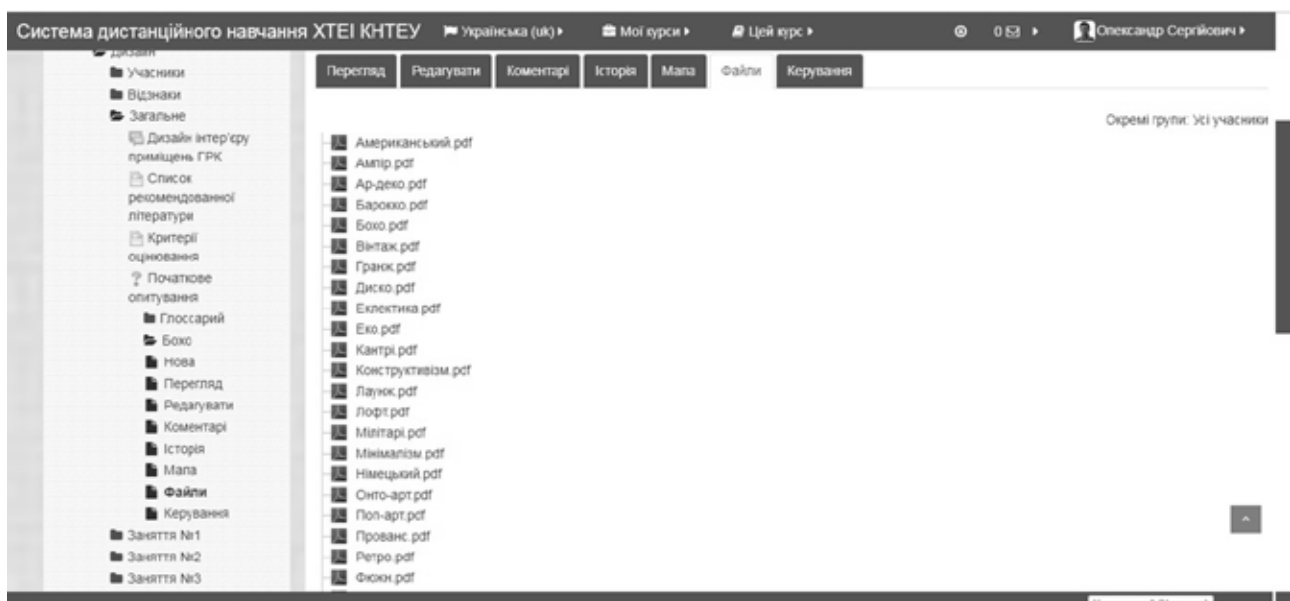 Система дистанційного навчання ХТЕІ КНТЕУ Українська (uk) Мої курси Цей курс 0 Олександр Сергійович
Дизайн
Учасники
Відзнаки
Загальне
Дизайн інтер'єру
приміщень ГРК
Список
рекомендованної
літератури
Критерії
оцінювання
Початкове
опитування
Глоссарий
Бохо
Нова
Перегляд
Редагувати
Коментарі
Історія
Мапа
Файли
Керування
Заняття №1
Заняття №2
Заняття №3
Перегляд Редагувати Коментарі Історія Мапа Файли Керування
Окремі групи: Усі учасники
Американський.pdf
Ампір.pdf
Ар-деко.pdf
Барокко.pdf
Бохо.pdf
Вінтаж.pdf
Гранж.pdf
Диско.pdf
Еклектика.pdf
Еко.pdf
Кантрі.pdf
Конструктивізм.pdf
Лаунж.pdf
Лофт.pdf
Мілітарі.pdf
Мінімалізм.pdf
Німецький.pdf
Онто-арт.pdf
Поп-арт.pdf
Прованс.pdf
Ретро.pdf
Фюжн.pdf